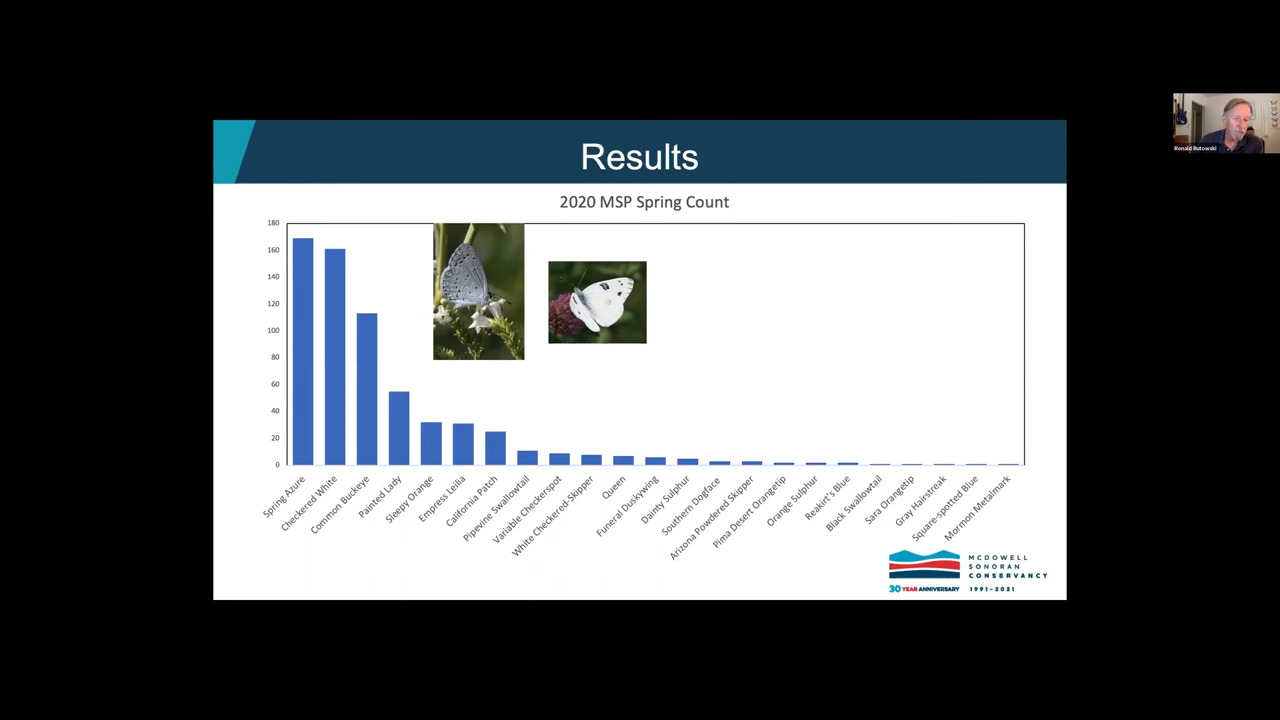 Results
Ronald Rutowski
2020 MSP Spring Count
180
160
140
120
100
80
60
40
20
0
Spring Azure
Checkered White
Common Buckeye
Painted Lady
Sleepy Orange
Empress Leilia
California Patch
Pipevine Swallowtail
Variable Checkerspot
White Checkered-Skipper
Queen
Funeral Duskywing
Dainty Sulphur
Southern Dogface
Arizona Powdered Skipper
Pima Desert Orangetip
Orange Sulphur
Reakirt's Blue
Black Swallowtail
Sara Orangetip
Gray Hairstreak
Square-spotted Blue
Mormon Metalmark
MCDOWELL
SONORAN
CONSERVANCY
30 YEAR ANNIVERSARY 1991-2021